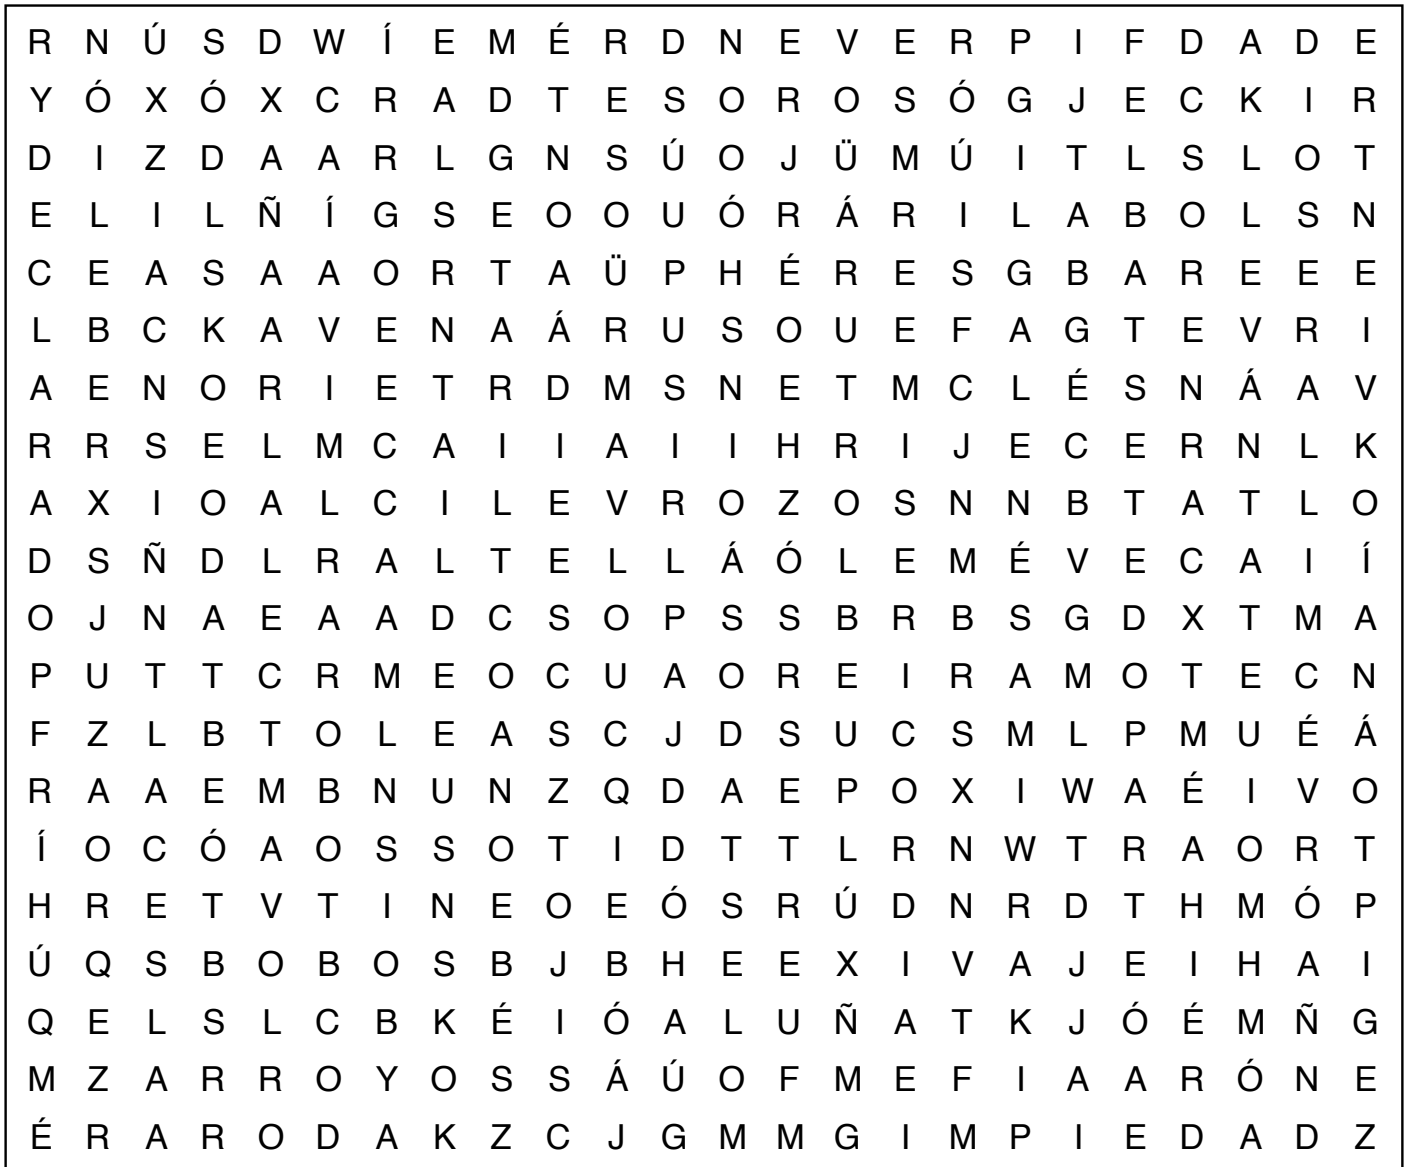 R N Ú S D W Í E M É R D N E V E R P I F D A D E
Y Ó X Ó X C R A D T E S O R O S Ó G J E C K I R
D I Z D A A R L G N S Ú O J Ü M Ú I T L S L O T
E L I L Ñ Í G S E O O U Ó R Á R I L A B O L S N
C E A S A A O R T A Ü P H É R E S G B A R E E E
L B C K A V E N A Á R U S O U E F A G T E V R I
A E N O R I E T R D M S N E T M C L É S N Á A V
R R S E L M C A I I A I I H R I J E C E R N L K
A X I O A L C I L E V R O Z O S N N B T A T L O
D S Ñ D L R A L T E L L Á Ó L E M É V E C A I Í
O J N A E A A D C S O P S S B R B S G D X T M A
P U T T C R M E O C U A O R E I R A M O T E C N
F Z L B T O L E A S C J D S U C S M L P M U É Á
R A A E M B N U N Z Q D A E P O X I W A É I V O
Í O C Ó A O S S O T I D T T L R N W T R A O R T
H R E T V T I N E O E Ó S R Ú D N R D T H M Ó P
Ú Q S B O B O S B J B H E E X I V A J E I H A I
Q E L S L C B K É I Ó A L U Ñ A T K J Ó É M Ñ G
M Z A R R O Y O S S Á Ú O F M E F I A A R Ó N E
É R A R O D A K Z C J G M M G I M P I E D A D Z